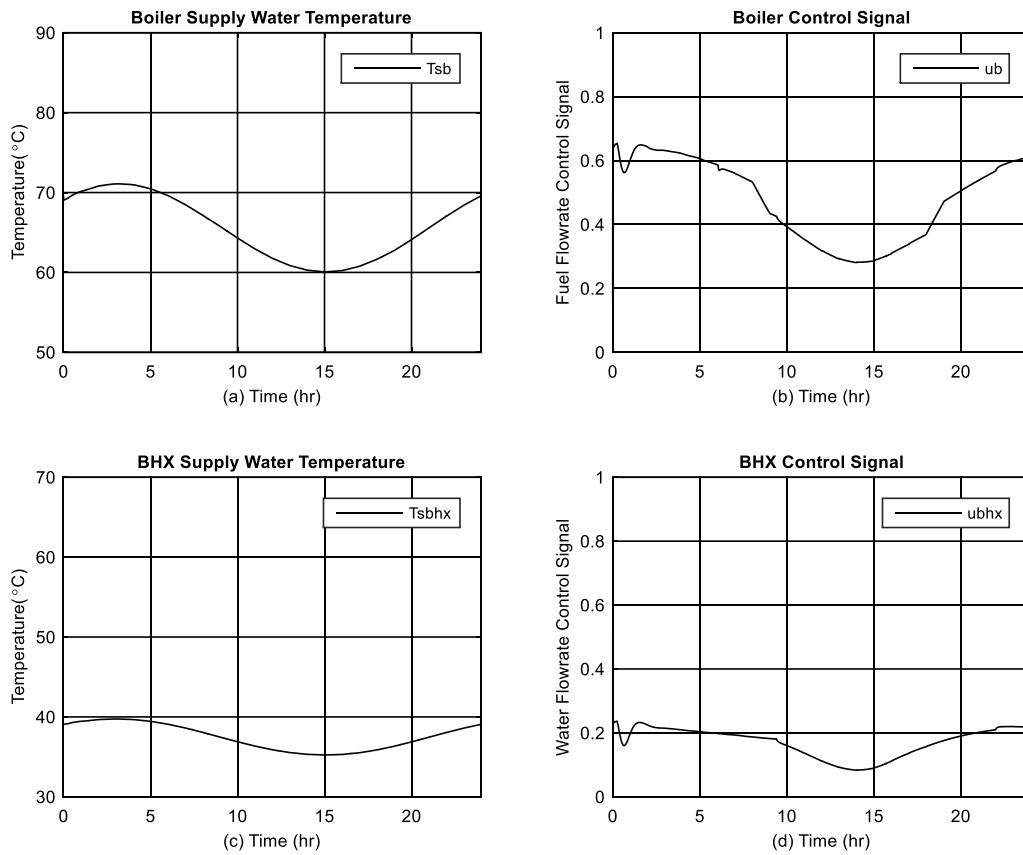 Boiler Supply Water Temperature
90
80
70
60
50
Temperature(°C)
Tsb
0 5 10 15 20
(a) Time (hr)
Boiler Control Signal
1
0.8
0.6
0.4
0.2
0
Fuel Flowrate Control Signal
ub
0 5 10 15 20
(b) Time (hr)
BHX Supply Water Temperature
70
60
50
40
30
Temperature(°C)
Tsbhx
0 5 10 15 20
(c) Time (hr)
BHX Control Signal
1
0.8
0.6
0.4
0.2
0
Water Flowrate Control Signal
ubhx
0 5 10 15 20
(d) Time (hr)